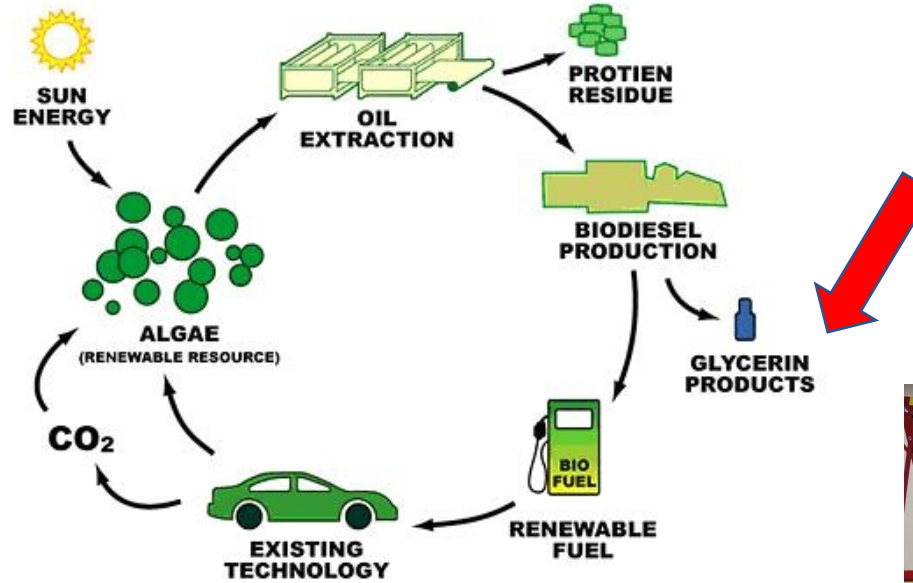 SUN
ENERGY
OIL
EXTRACTION
PROTIEN
RESIDUE
BIODIESEL
PRODUCTION
GLYCERIN
PRODUCTS
ALGAE
(RENEWABLE RESOURCE)
CO₂
BIO
FUEL
RENEWABLE
FUEL
EXISTING
TECHNOLOGY